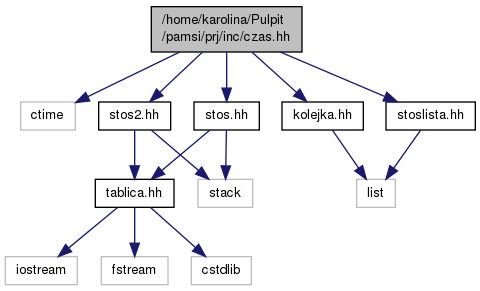 /home/karolina/Pulpit
/pamsi/prj/inc/czas.hh
ctime
stos2.hh
stos.hh
kolejka.hh
stoslista.hh
tablica.hh
stack
list
iostream
fstream
cstdlib